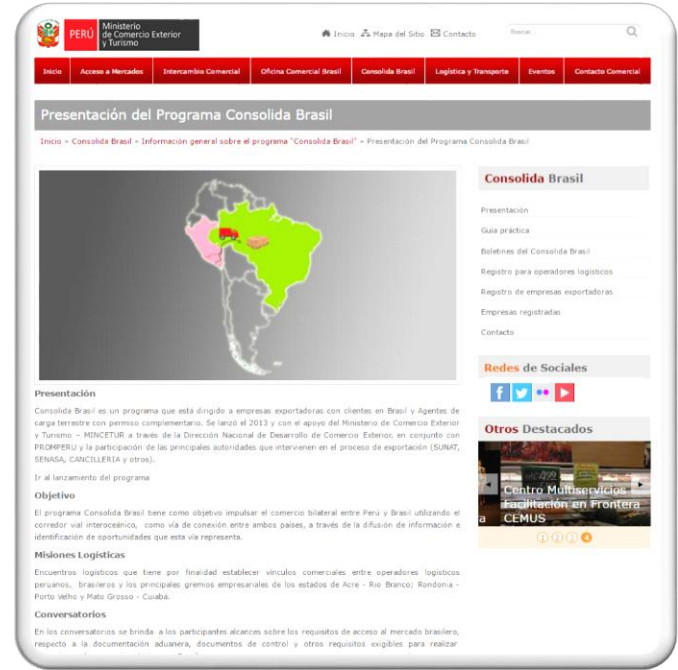 PERÚ
Ministerio
de Comercio Exterior
y Turismo
Inicio Mapa del Sitio Contacto
Buscar...
Inicio Acceso a Mercados Intercambio Comercial Oficina Comercial Brasil Consolida Brasil Logística y Transporte Eventos Contacto Comercial
Presentación del Programa Consolida Brasil
Inicio » Consolida Brasil » Información general sobre el programa "Consolida Brasil" » Presentación del Programa Consolida Brasil
Presentación
Consolida Brasil es un programa que está dirigido a empresas exportadoras con clientes en Brasil y Agentes de
carga terrestre con permiso complementario. Se lanzó el 2013 y con el apoyo del Ministerio de Comercio Exterior
y Turismo – MINCETUR a través de la Dirección Nacional de Desarrollo de Comercio Exterior, en conjunto con
PROMPERU y la participación de las principales autoridades que intervienen en el proceso de exportación (SUNAT,
SENASA, CANCILLERIA y otros).
Ir al lanzamiento del programa
Objetivo
El programa Consolida Brasil tiene como objetivo impulsar el comercio bilateral entre Perú y Brasil utilizando el
corredor vial interoceánico, como vía de conexión entre ambos países, a través de la difusión de información e
identificación de oportunidades que esta vía representa.
Misiones Logísticas
Encuentros logísticos que tiene por finalidad establecer vínculos comerciales entre operadores logísticos
peruanos, brasileros y los principales gremios empresariales de los estados de Acre - Rio Branco; Rondonia -
Porto Velho y Mato Grosso - Cuiaba.
Conversatorios
En los conversatorios se brinda a los participantes alcances sobre los requisitos de acceso al mercado brasilero,
respecto a la documentación aduanera, documentos de control y otros requisitos exigibles para realizar
Consolida Brasil
Presentación
Guia práctica
Boletines del Consolida Brasil
Registro para operadores logísticos
Registro de empresas exportadoras
Empresas registradas
Contacto
Redes de Sociales
Otros Destacados
Centro Multiservicios
Facilitación en Frontera
a CEMUS
1 2 3 4